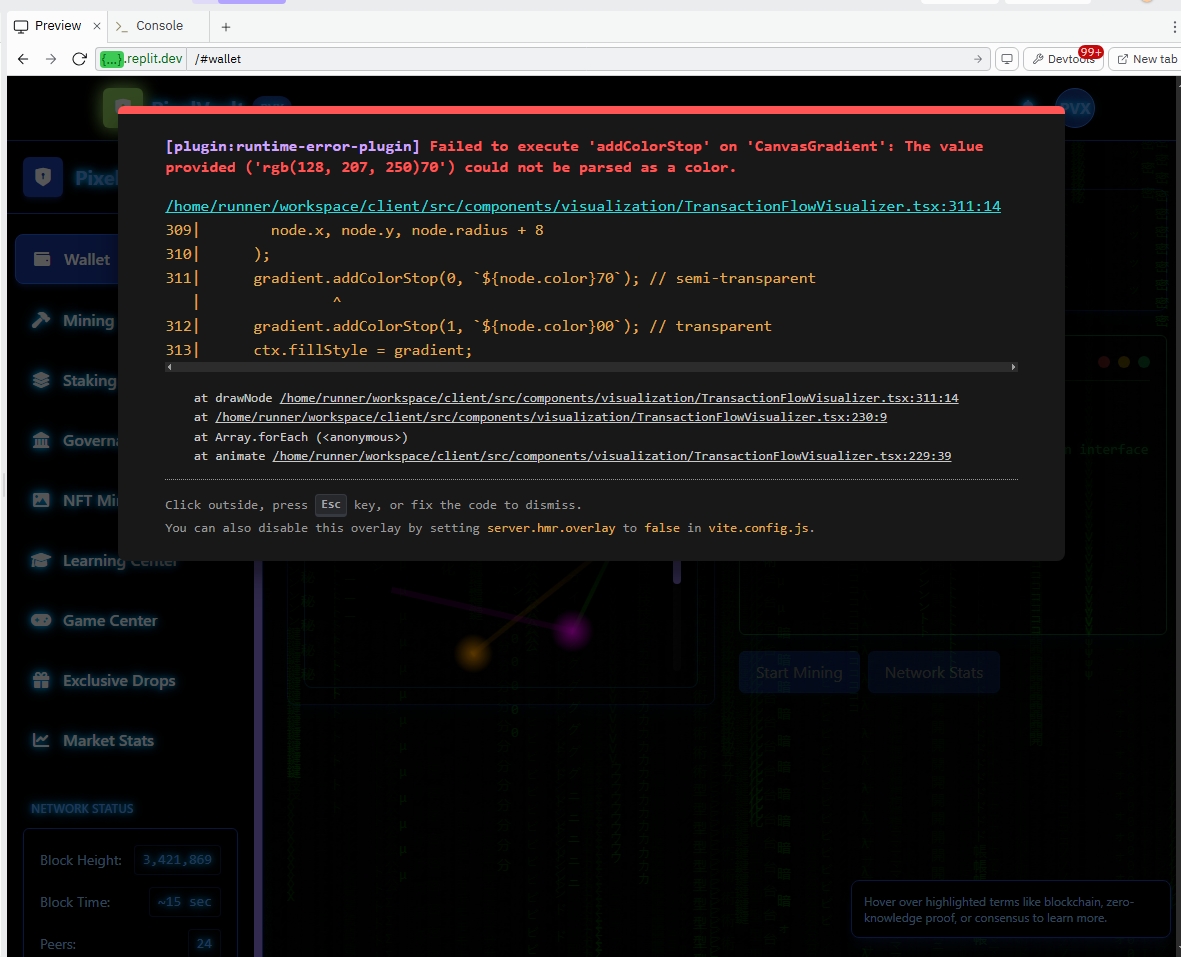 Preview × >_ Console +
{...}.replit.dev /#wallet Devtools 99+ New tab
PixelVault PVX
[plugin:runtime-error-plugin] Failed to execute 'addColorStop' on 'CanvasGradient': The value
provided ('rgb(128, 207, 250)70') could not be parsed as a color.
/home/runner/workspace/client/src/components/visualization/TransactionFlowVisualizer.tsx:311:14
309|        node.x, node.y, node.radius + 8
310|      );
311|      gradient.addColorStop(0, `${node.color}70`); // semi-transparent
   |               ^
312|      gradient.addColorStop(1, `${node.color}00`); // transparent
313|      ctx.fillStyle = gradient;
at drawNode /home/runner/workspace/client/src/components/visualization/TransactionFlowVisualizer.tsx:311:14
at /home/runner/workspace/client/src/components/visualization/TransactionFlowVisualizer.tsx:230:9
at Array.forEach (<anonymous>)
at animate /home/runner/workspace/client/src/components/visualization/TransactionFlowVisualizer.tsx:229:39
Click outside, press Esc key, or fix the code to dismiss.
You can also disable this overlay by setting server.hmr.overlay to false in vite.config.js.
Pixel
Wallet
Mining
Staking
Governa
NFT Mi
Learning Center
Game Center
Exclusive Drops
Market Stats
NETWORK STATUS
Block Height: 3,421,869
Block Time: ~15 sec
Peers: 24
interface
Start Mining Network Stats
Hover over highlighted terms like blockchain, zero-
knowledge proof, or consensus to learn more.